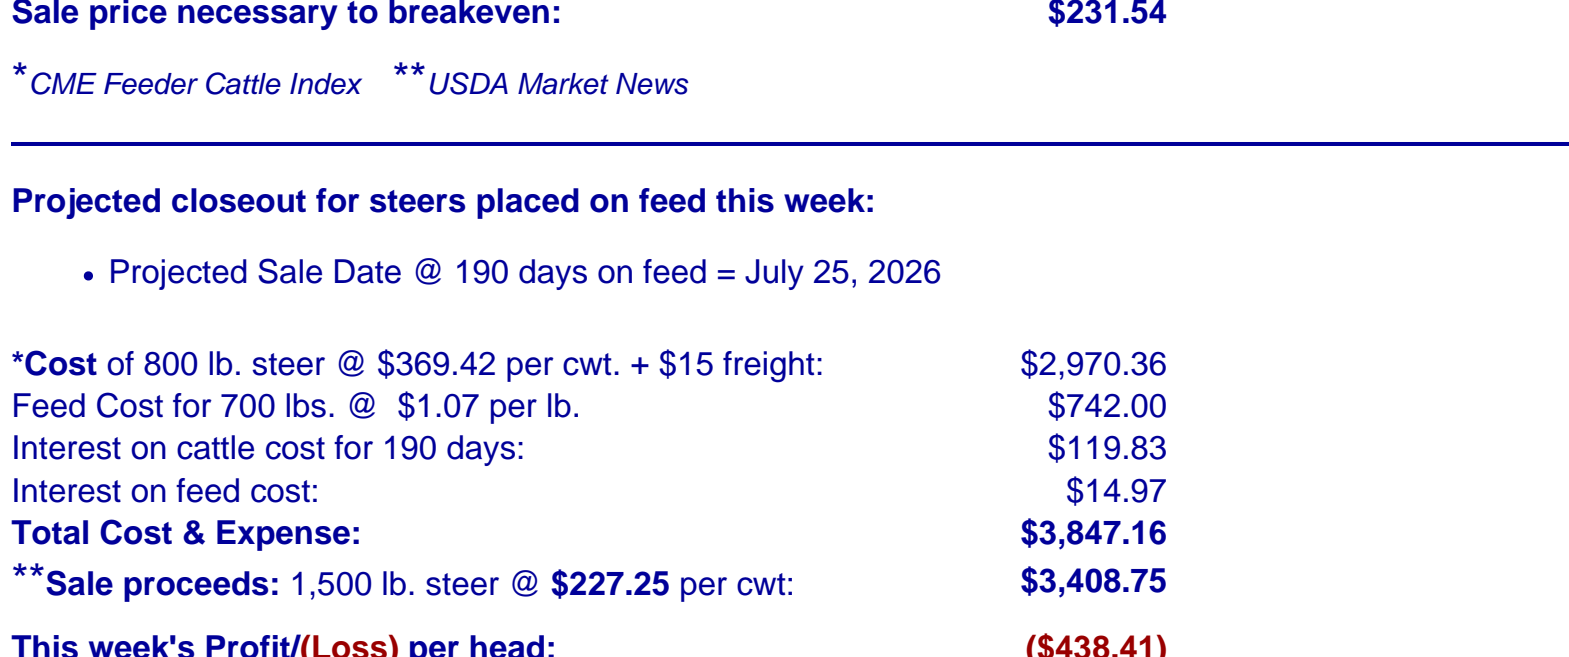 Sale price necessary to breakeven: $231.54
*CME Feeder Cattle Index **USDA Market News
Projected closeout for steers placed on feed this week:
• Projected Sale Date @ 190 days on feed = July 25, 2026
*Cost of 800 lb. steer @ $369.42 per cwt. + $15 freight: $2,970.36
Feed Cost for 700 lbs. @ $1.07 per lb. $742.00
Interest on cattle cost for 190 days: $119.83
Interest on feed cost: $14.97
Total Cost & Expense: $3,847.16
**Sale proceeds: 1,500 lb. steer @ $227.25 per cwt: $3,408.75
This week's Profit/(Loss) per head: ($438.41)